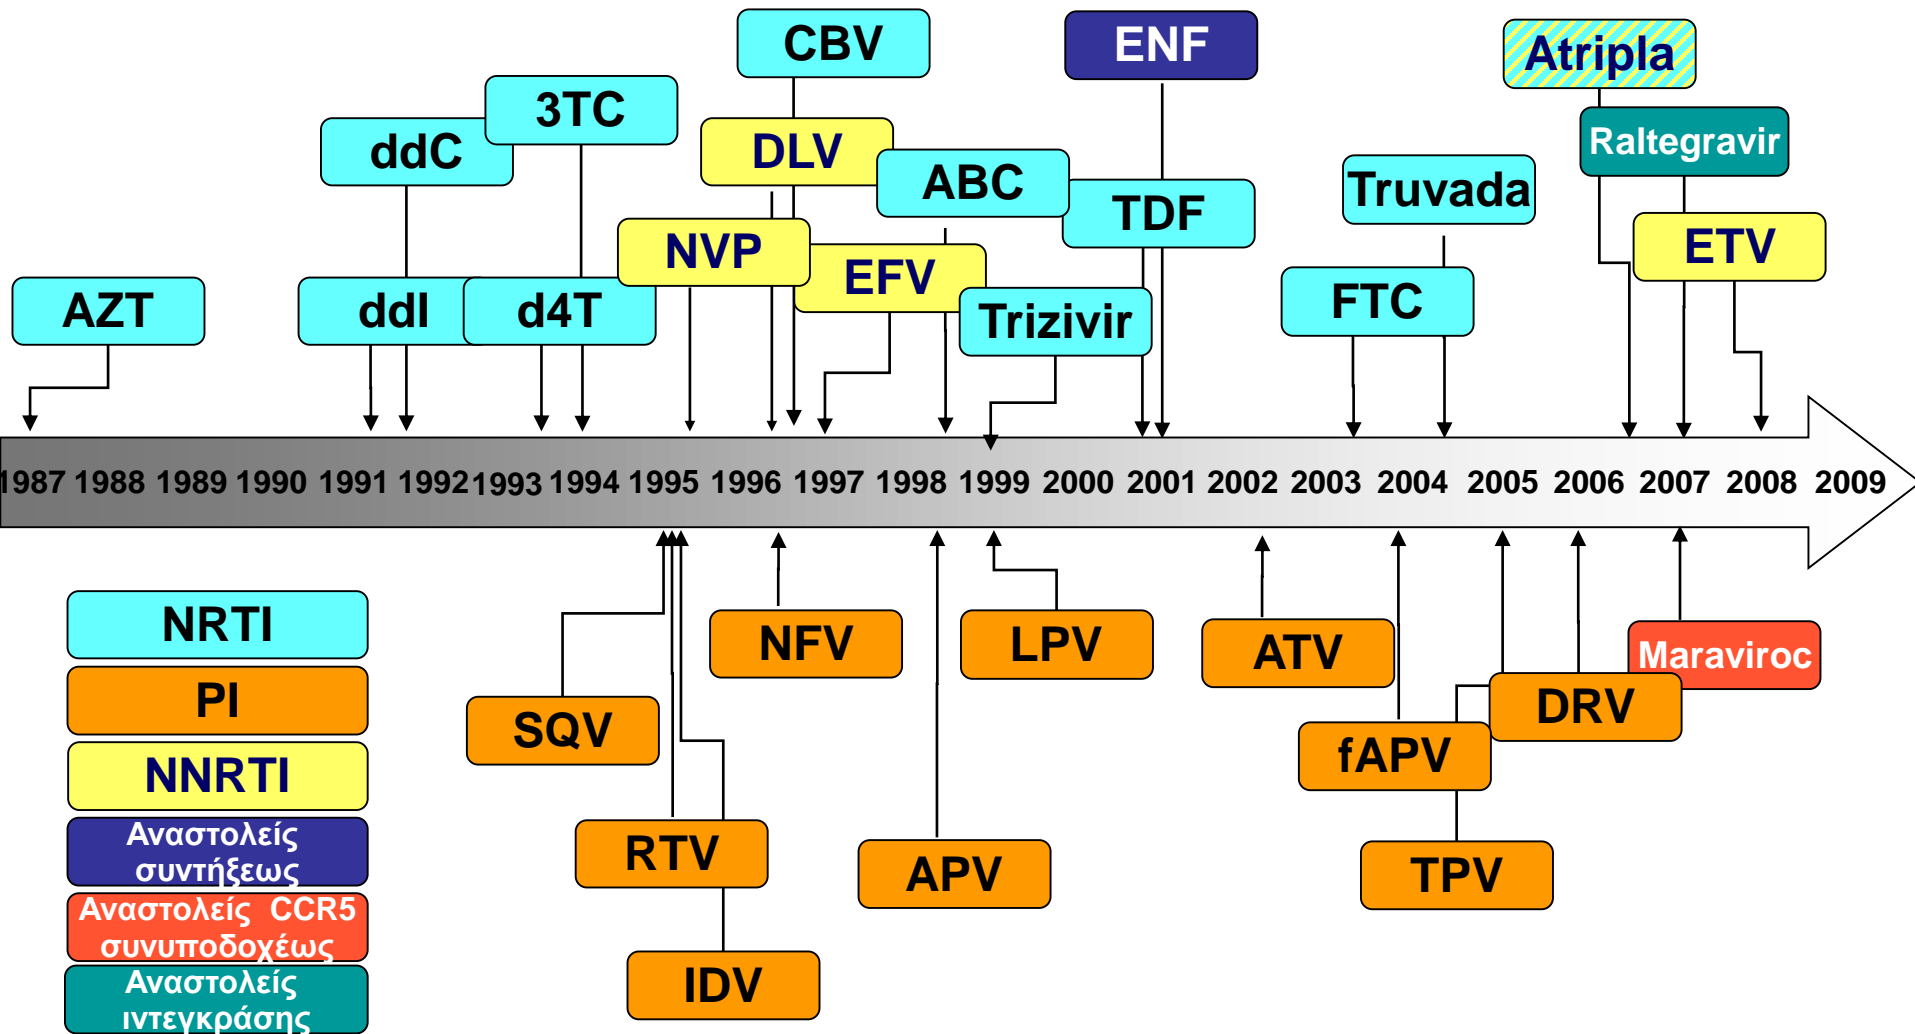 CBV
ENF
Atripla
3TC
ddC
DLV
Raltegravir
ABC
Truvada
TDF
NVP
ETV
EFV
AZT
ddI
d4T
Trizivir
FTC
1987 1988 1989 1990 1991 1992 1993 1994 1995 1996 1997 1998 1999 2000 2001 2002 2003 2004 2005 2006 2007 2008 2009
NRTI
NFV
LPV
ATV
Maraviroc
PI
SQV
DRV
fAPV
NNRTI
RTV
APV
TPV
Αναστολείς
συντήξεως
Αναστολείς CCR5
συνυποδοχέως
IDV
Αναστολείς
ιντεγκράσης